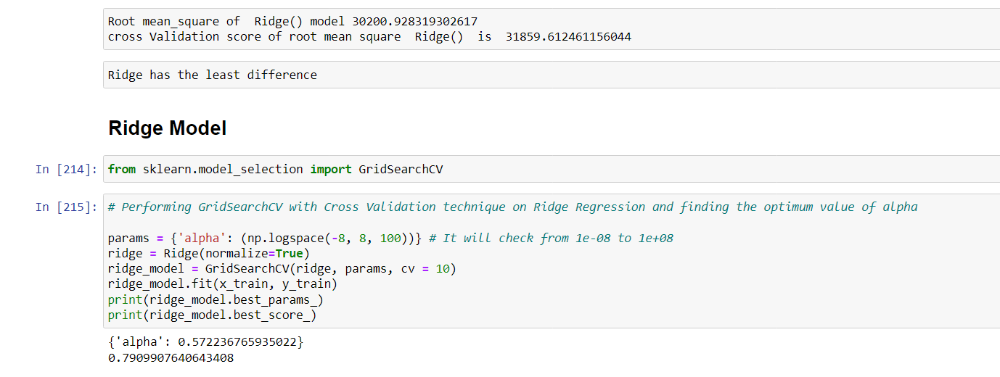 Root mean_square of  Ridge() model 30200.928319302617
cross Validation score of root mean square  Ridge()  is  31859.612461156044
Ridge has the least difference
Ridge Model
In [214]: from sklearn.model_selection import GridSearchCV
In [215]: # Performing GridSearchCV with Cross Validation technique on Ridge Regression and finding the optimum value of alpha
params = {'alpha': (np.logspace(-8, 8, 100))} # It will check from 1e-08 to 1e+08
ridge = Ridge(normalize=True)
ridge_model = GridSearchCV(ridge, params, cv = 10)
ridge_model.fit(x_train, y_train)
print(ridge_model.best_params_)
print(ridge_model.best_score_)
{'alpha': 0.572236765935022}
0.7909907640643408